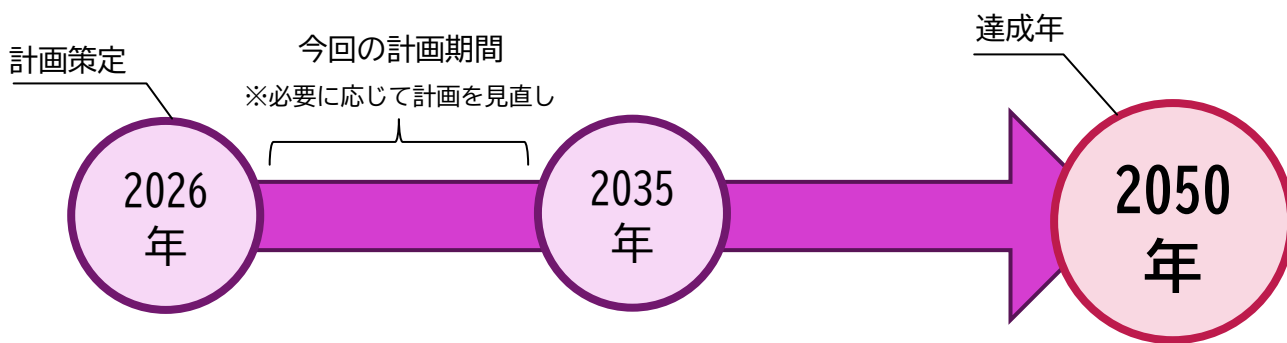 計画策定
今回の計画期間
※必要に応じて計画を見直し
達成年
2026
年
2035
年
2050
年